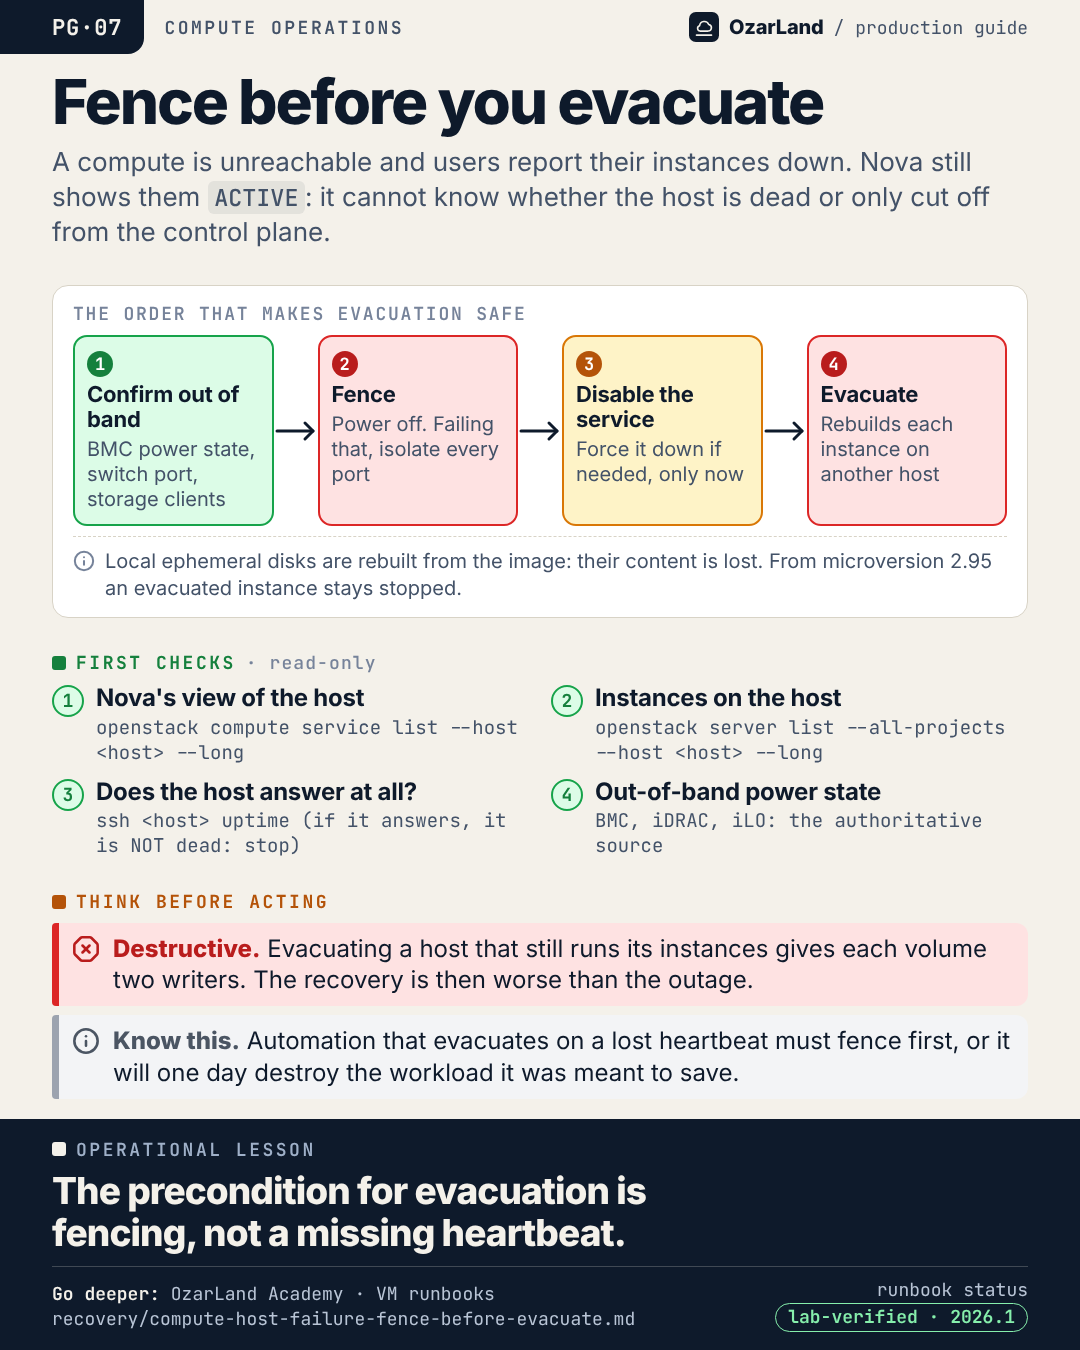 PG·07 COMPUTE OPERATIONS
OzarLand / production guide
Fence before you evacuate
A compute is unreachable and users report their instances down. Nova still
shows them ACTIVE: it cannot know whether the host is dead or only cut off
from the control plane.
THE ORDER THAT MAKES EVACUATION SAFE
1
Confirm out of
band
BMC power state,
switch port,
storage clients
2
Fence
Power off. Failing
that, isolate every
port
3
Disable the
service
Force it down if
needed, only now
4
Evacuate
Rebuilds each
instance on
another host
Local ephemeral disks are rebuilt from the image: their content is lost. From microversion 2.95
an evacuated instance stays stopped.
FIRST CHECKS · read-only
1 Nova's view of the host
openstack compute service list --host
<host> --long
2 Instances on the host
openstack server list --all-projects
--host <host> --long
3 Does the host answer at all?
ssh <host> uptime (if it answers, it
is NOT dead: stop)
4 Out-of-band power state
BMC, iDRAC, iLO: the authoritative
source
THINK BEFORE ACTING
Destructive. Evacuating a host that still runs its instances gives each volume
two writers. The recovery is then worse than the outage.
Know this. Automation that evacuates on a lost heartbeat must fence first, or it
will one day destroy the workload it was meant to save.
OPERATIONAL LESSON
The precondition for evacuation is
fencing, not a missing heartbeat.
Go deeper: OzarLand Academy · VM runbooks
recovery/compute-host-failure-fence-before-evacuate.md
runbook status
lab-verified · 2026.1